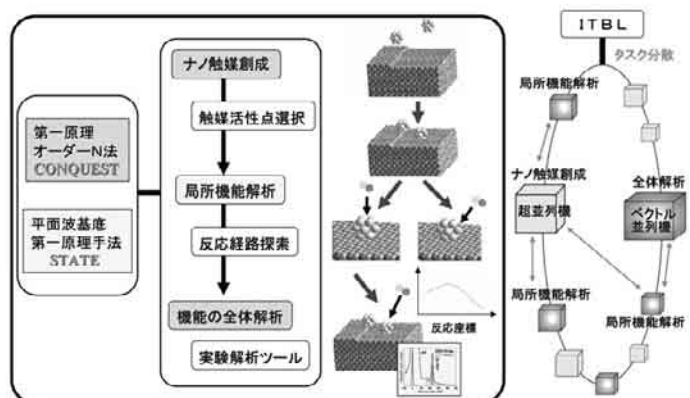 第一原理
オーダーN法
CONQUEST
平面波基底
第一原理手法
STATE
ナノ触媒創成
触媒活性点選択
局所機能解析
反応経路探索
機能の全体解析
実験解析ツール
反応座標
ITBL
タスク分散
局所機能解析
ナノ触媒創成
超並列機
全体解析
ベクトル
並列機
局所機能解析
局所機能解析